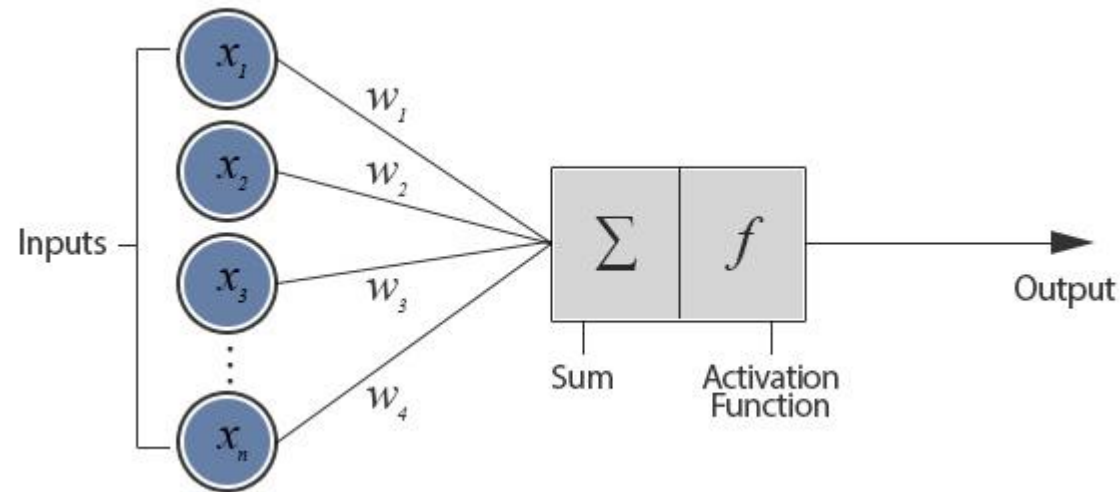 x₁
w₁
x₂
w₂
Inputs
x₃
w₃
xₙ
w₄
∑
f
Output
Sum
Activation
Function